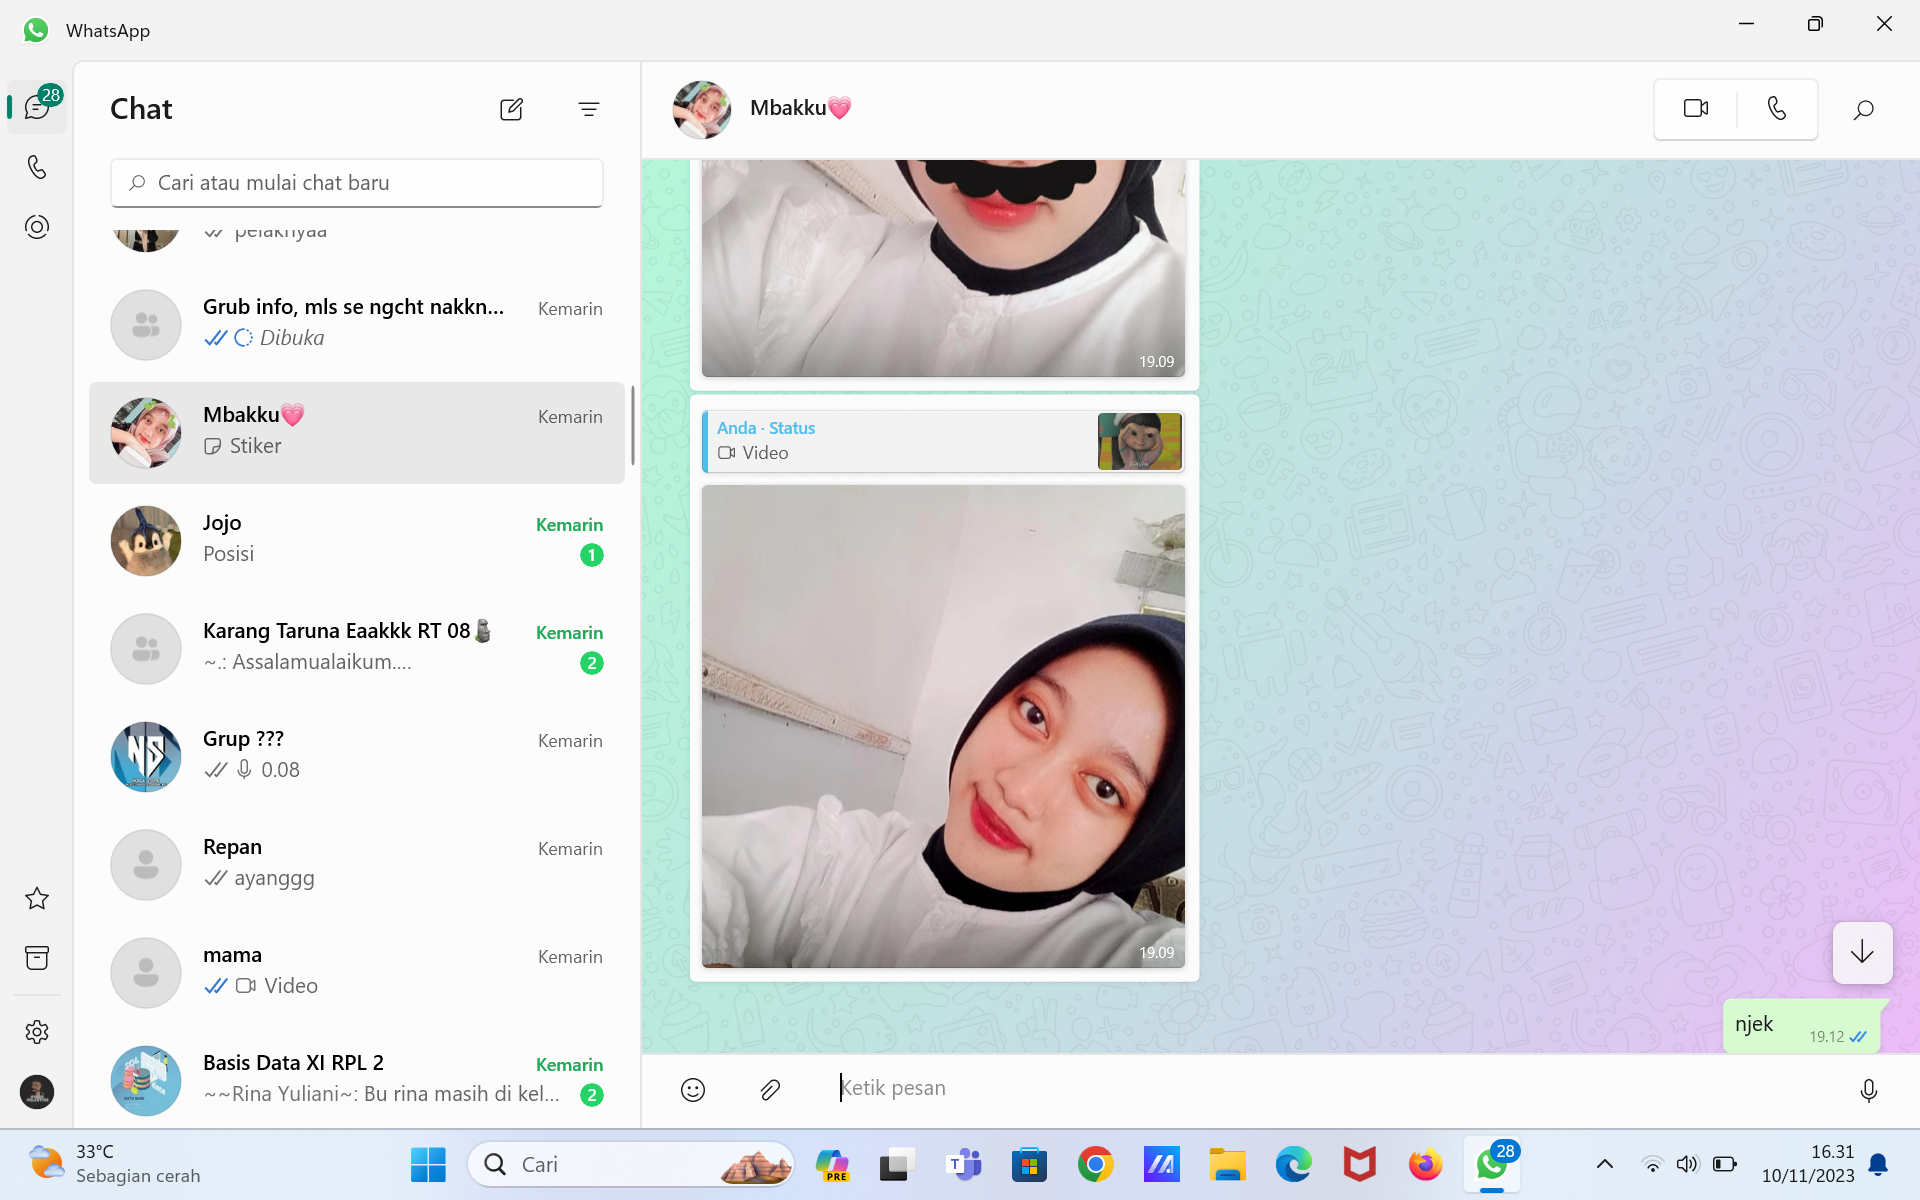 WhatsApp
28
Chat
Cari atau mulai chat baru
pelaknyaa
Grub info, mls se ngcht nakkn...
Kemarin
Dibuka
Mbakku
Kemarin
Stiker
Jojo
Kemarin
Posisi
1
Karang Taruna Eaakkk RT 08
Kemarin
~.: Assalamualaikum....
2
Grup ???
Kemarin
0.08
Repan
Kemarin
ayanggg
mama
Kemarin
Video
Basis Data XI RPL 2
Kemarin
~~Rina Yuliani~: Bu rina masih di kel...
2
Mbakku
19.09
Anda · Status
Video
19.09
njek
19.12
Ketik pesan
33°C
Sebagian cerah
Cari
PRE
28
16.31
10/11/2023